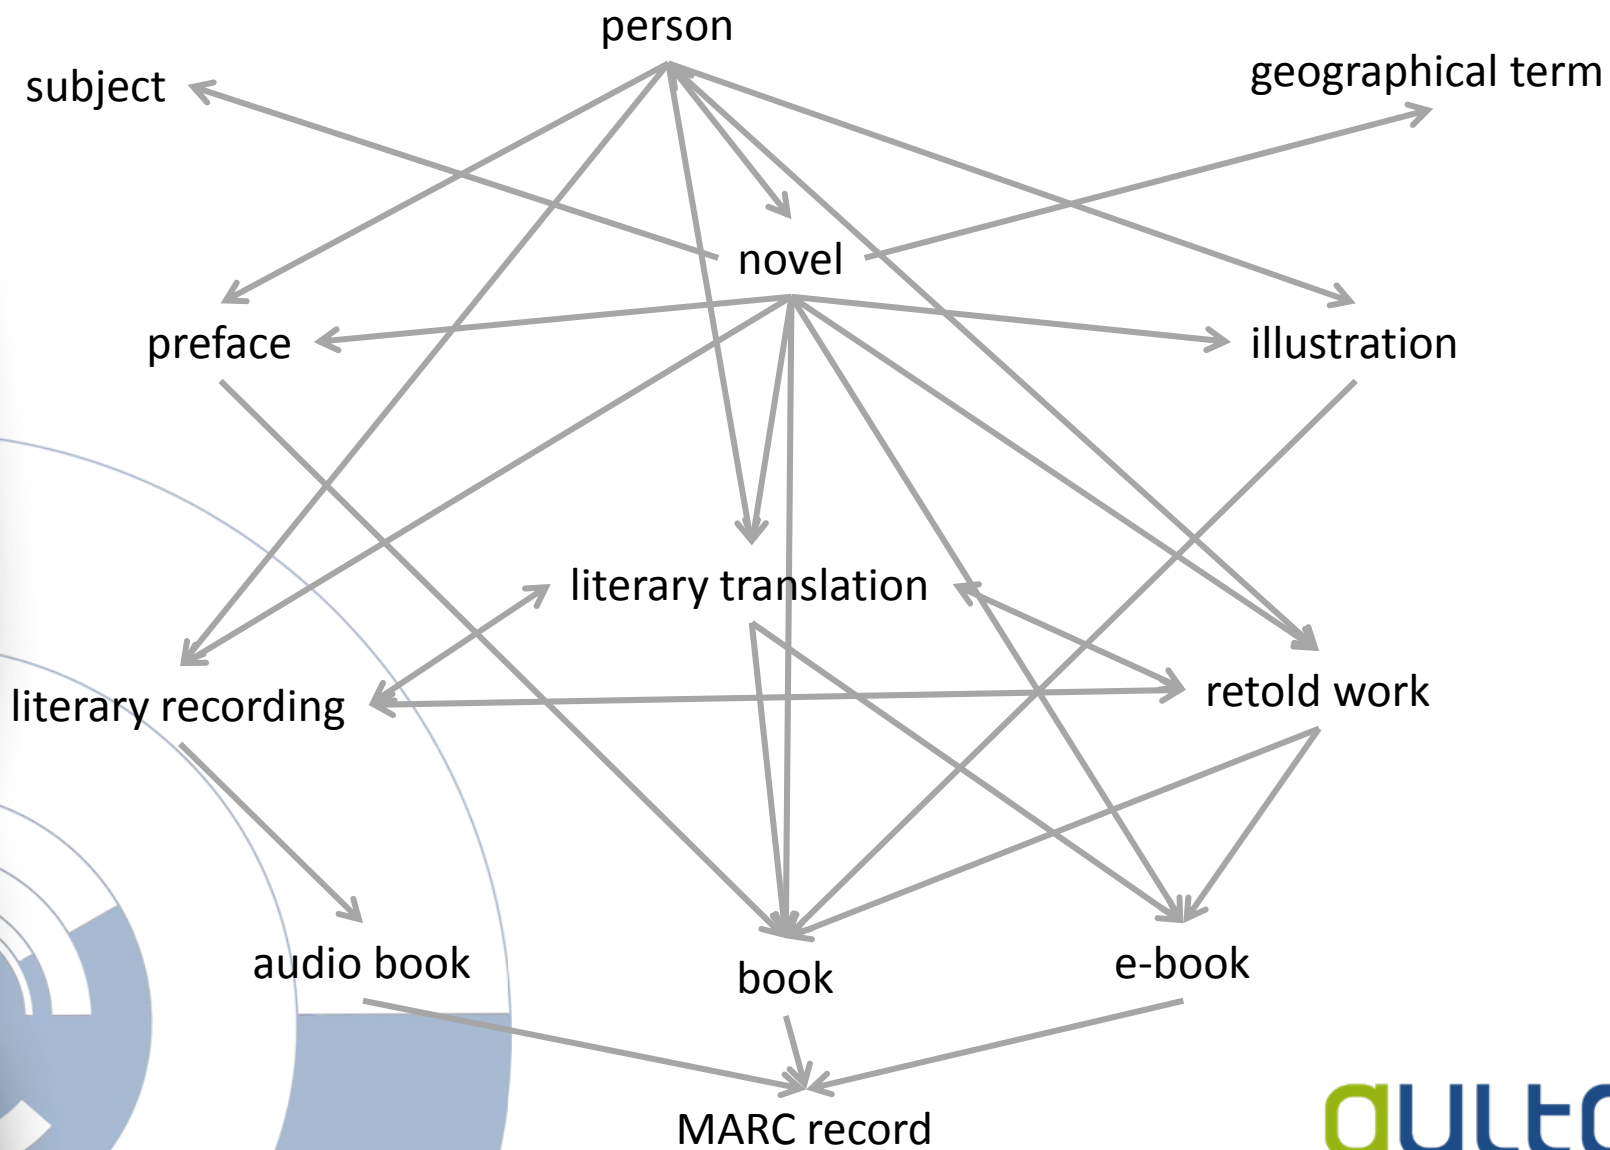 person
subject
geographical term
novel
preface
illustration
literary translation
literary recording
retold work
audio book
book
e-book
MARC record